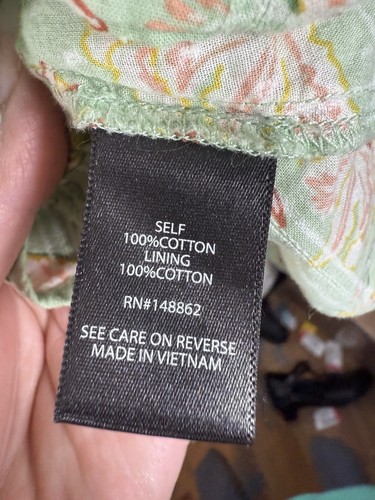 SELF
100%COTTON
LINING
100%COTTON
RN#148862
SEE CARE ON REVERSE
MADE IN VIETNAM